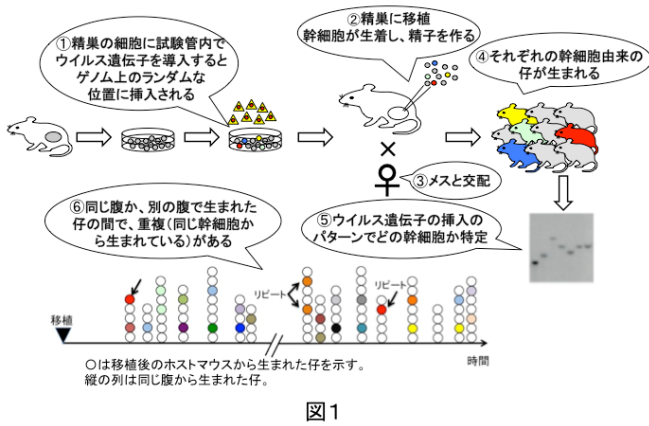 ①精巣の細胞に試験管内で
ウイルス遺伝子を導入すると
ゲノム上のランダムな
位置に挿入される
②精巣に移植
幹細胞が生着し、精子を作る
④それぞれの幹細胞由来の
仔が生まれる
×
♀
③メスと交配
⑤ウイルス遺伝子の挿入の
パターンでどの幹細胞か特定
⑥同じ腹か、別の腹で生まれた
仔の間で、重複(同じ幹細胞か
ら生まれている)がある
リピート
リピート
移植
時間
○は移植後のホストマウスから生まれた仔を示す。
縦の列は同じ腹から生まれた仔。
図1